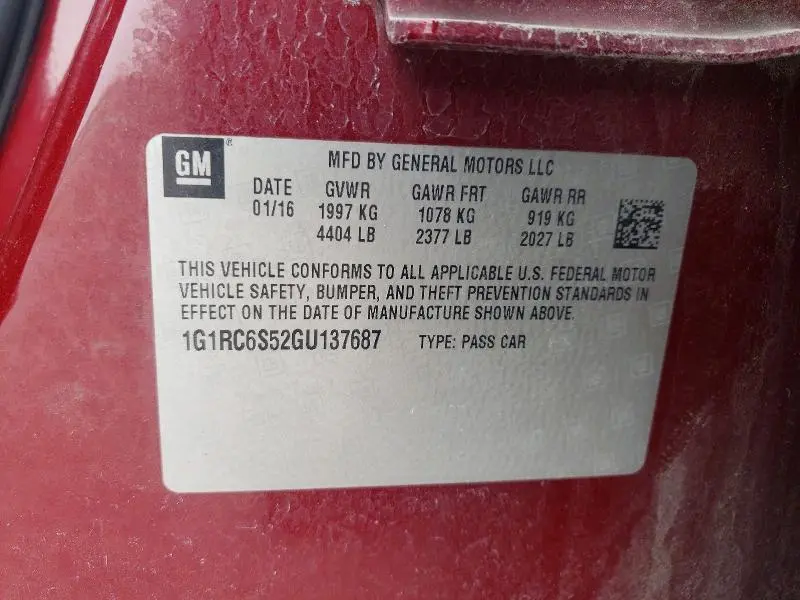 GM ®
MFD BY GENERAL MOTORS LLC
DATE GVWR GAWR FRT GAWR RR
01/16 1997 KG 1078 KG 919 KG
4404 LB 2377 LB 2027 LB
THIS VEHICLE CONFORMS TO ALL APPLICABLE U.S. FEDERAL MOTOR
VEHICLE SAFETY, BUMPER, AND THEFT PREVENTION STANDARDS IN
EFFECT ON THE DATE OF MANUFACTURE SHOWN ABOVE.
1G1RC6S52GU137687 TYPE: PASS CAR